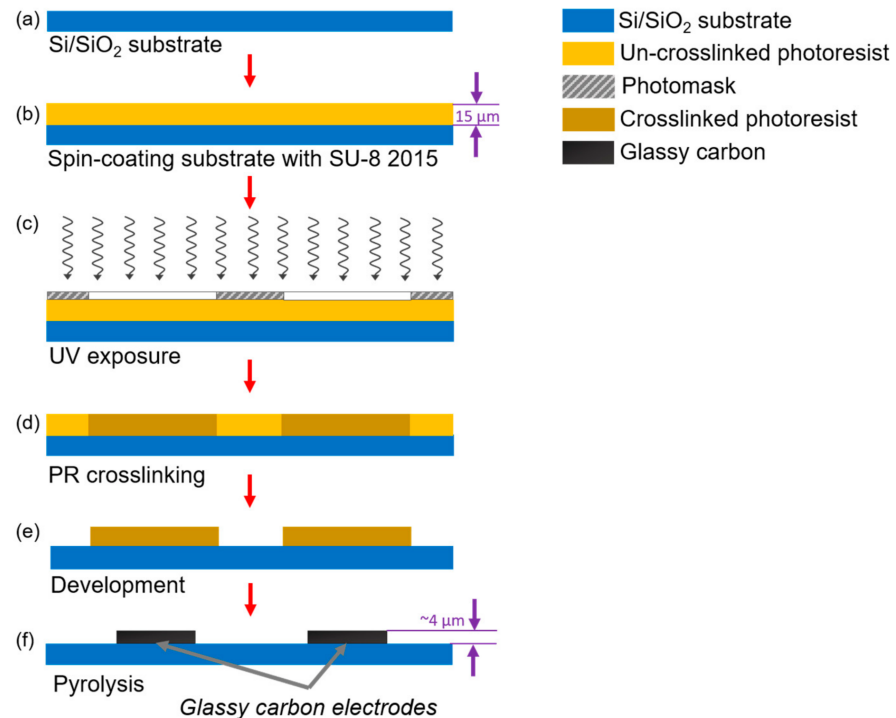 (a)
Si/SiO₂ substrate
(b)
15 μm
Spin-coating substrate with SU-8 2015
(c)
UV exposure
(d)
PR crosslinking
(e)
Development
(f)
~4 μm
Pyrolysis
Glassy carbon electrodes
Si/SiO₂ substrate
Un-crosslinked photoresist
Photomask
Crosslinked photoresist
Glassy carbon